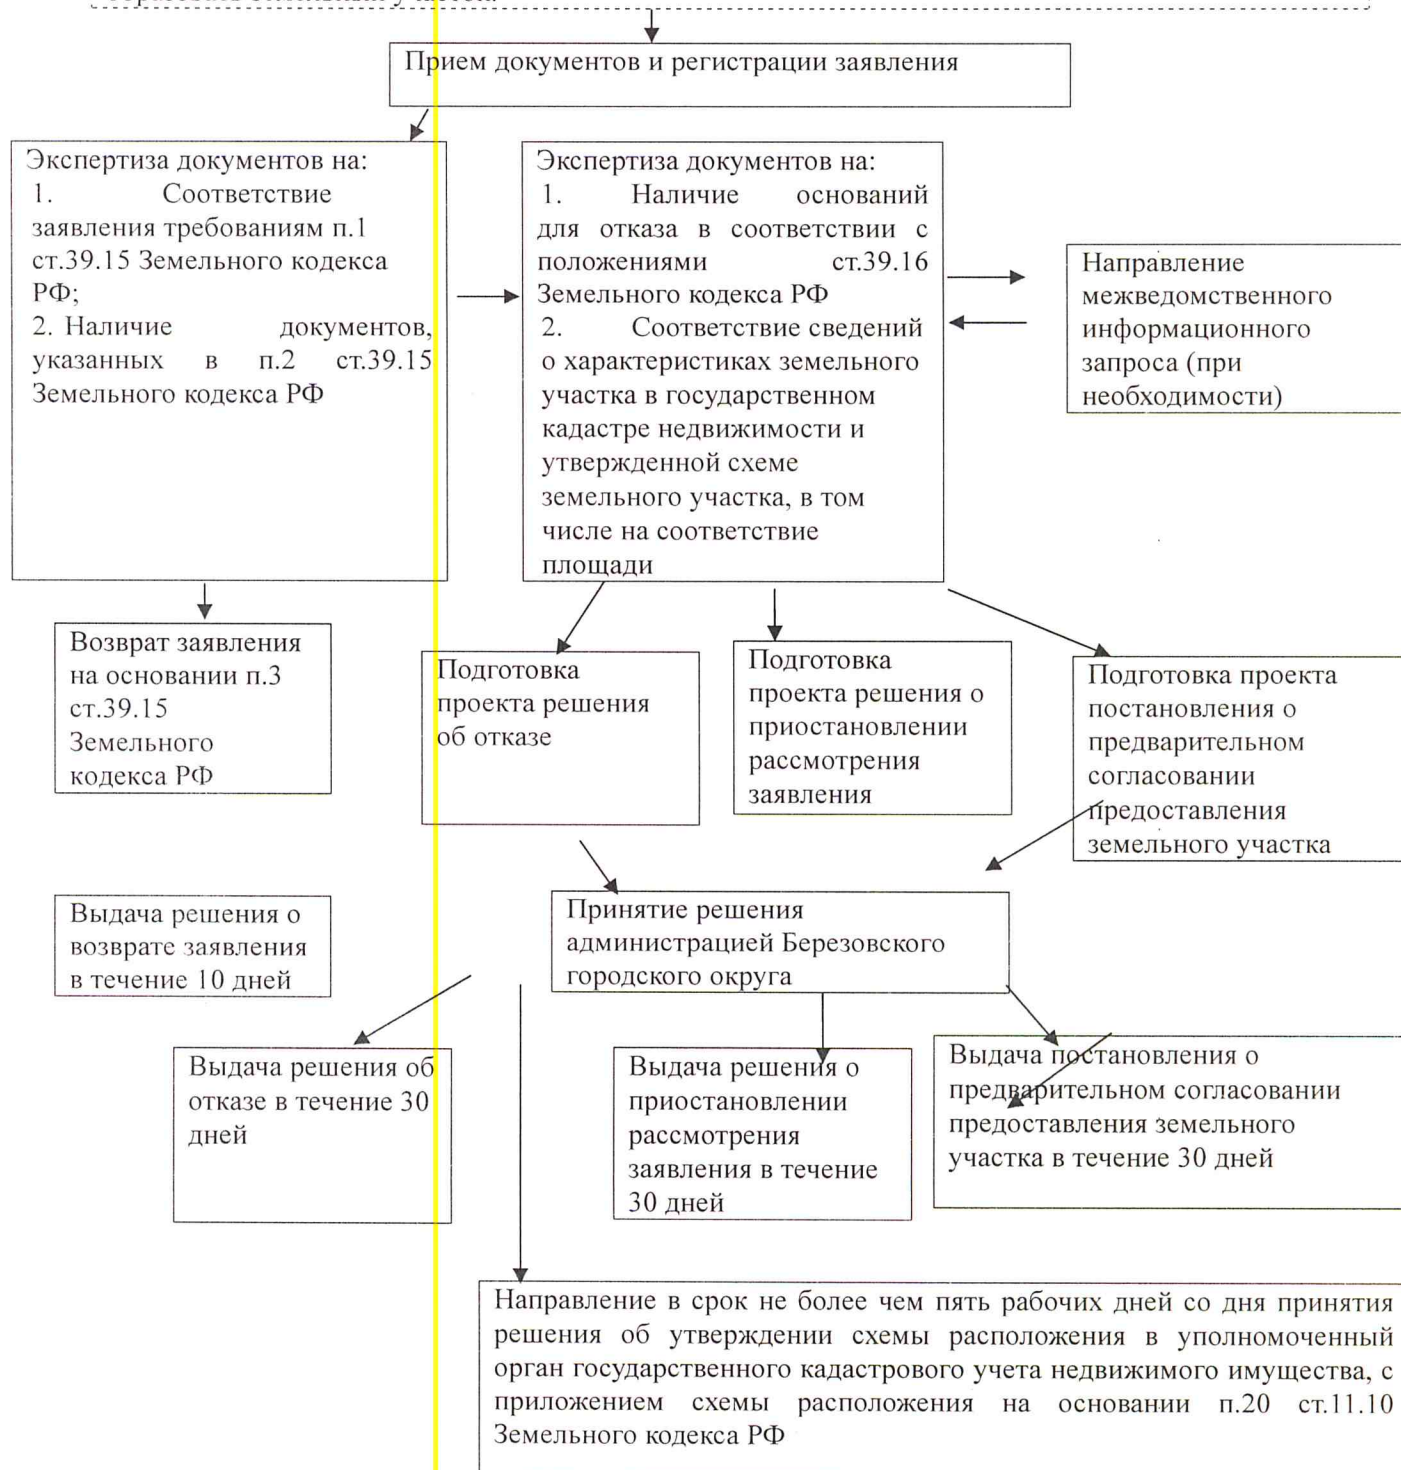 Прием документов и регистрации заявления
Экспертиза документов на:
1. Соответствие
заявления требованиям п.1
ст.39.15 Земельного кодекса
РФ;
2. Наличие документов,
указанных в п.2 ст.39.15
Земельного кодекса РФ
Экспертиза документов на:
1. Наличие оснований
для отказа в соответствии с
положениями ст.39.16
Земельного кодекса РФ
2. Соответствие сведений
о характеристиках земельного
участка в государственном
кадастре недвижимости и
утвержденной схеме
земельного участка, в том
числе на соответствие
площади
Направление
межведомственного
информационного
запроса (при
необходимости)
Возврат заявления
на основании п.3
ст.39.15
Земельного
кодекса РФ
Подготовка
проекта решения
об отказе
Подготовка
проекта решения о
приостановлении
рассмотрения
заявления
Подготовка проекта
постановления о
предварительном
согласовании
предоставления
земельного участка
Выдача решения о
возврате заявления
в течение 10 дней
Принятие решения
администрацией Березовского
городского округа
Выдача решения об
отказе в течение 30
дней
Выдача решения о
приостановлении
рассмотрения
заявления в течение
30 дней
Выдача постановления о
предварительном согласовании
предоставления земельного
участка в течение 30 дней
Направление в срок не более чем пять рабочих дней со дня принятия
решения об утверждении схемы расположения в уполномоченный
орган государственного кадастрового учета недвижимого имущества, с
приложением схемы расположения на основании п.20 ст.11.10
Земельного кодекса РФ